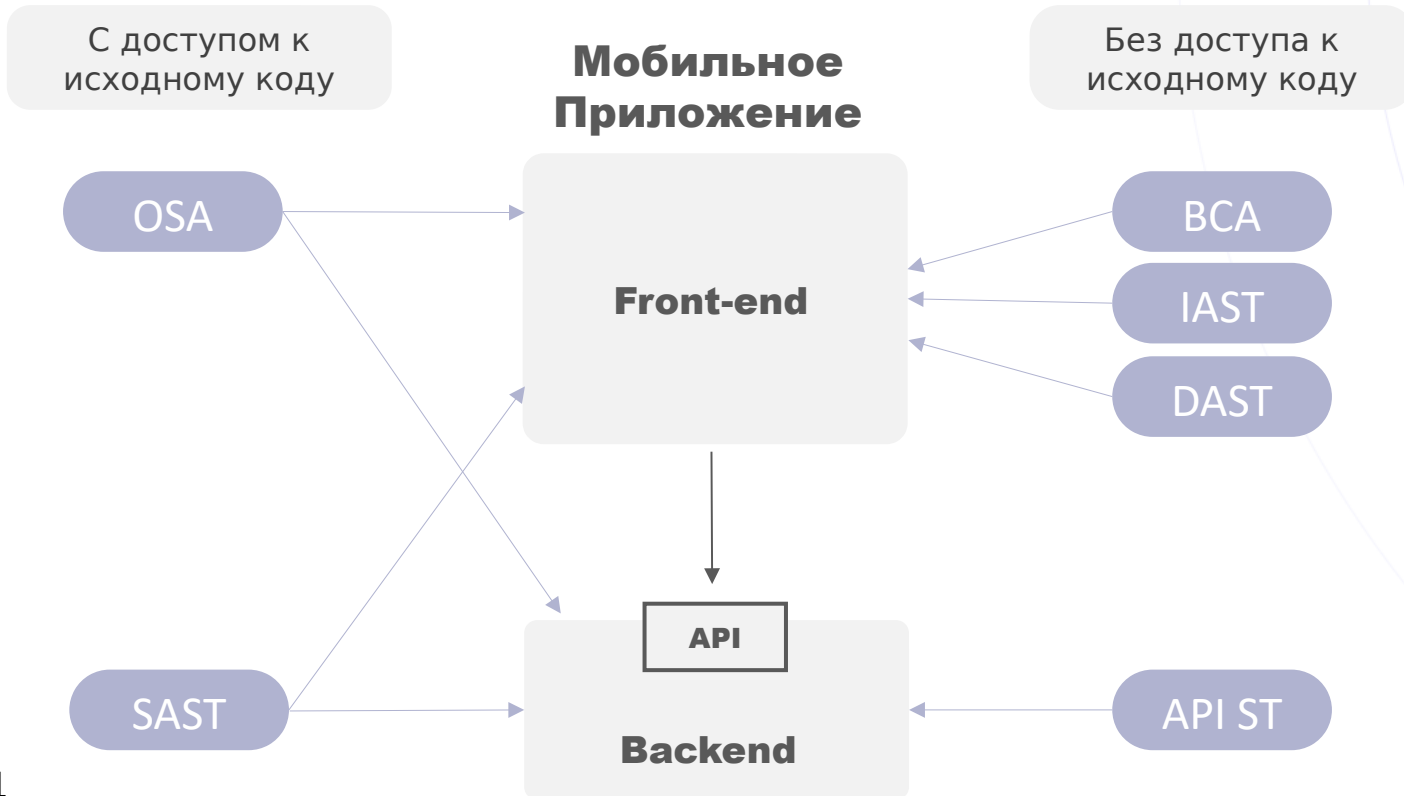 С доступом к
исходному коду
Мобильное
Приложение
Без доступа к
исходному коду
OSA
BCA
Front-end
IAST
DAST
API
SAST
API ST
Backend